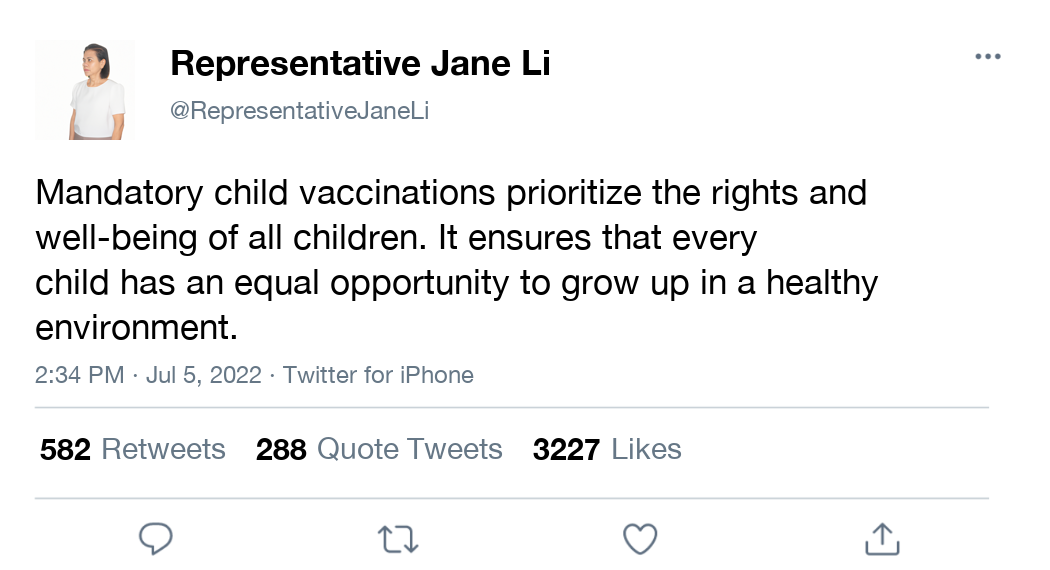 Representative Jane Li
@RepresentativeJaneLi
Mandatory child vaccinations prioritize the rights and
well-being of all children. It ensures that every
child has an equal opportunity to grow up in a healthy
environment.
2:34 PM · Jul 5, 2022 · Twitter for iPhone
582 Retweets 288 Quote Tweets 3227 Likes